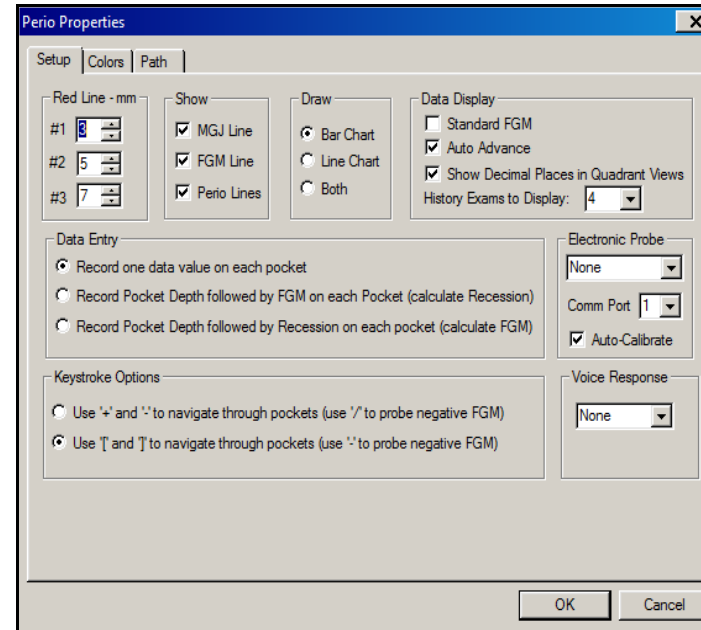 Perio Properties
Setup Colors Path
Red Line - mm
#1 3
#2 5
#3 7
Show
MGJ Line
FGM Line
Perio Lines
Draw
Bar Chart
Line Chart
Both
Data Display
Standard FGM
Auto Advance
Show Decimal Places in Quadrant Views
History Exams to Display: 4
Data Entry
Record one data value on each pocket
Record Pocket Depth followed by FGM on each Pocket (calculate Recession)
Record Pocket Depth followed by Recession on each pocket (calculate FGM)
Electronic Probe
None
Comm Port 1
Auto-Calibrate
Keystroke Options
Use '+' and '-' to navigate through pockets (use '/' to probe negative FGM)
Use '[' and ']' to navigate through pockets (use '-' to probe negative FGM)
Voice Response
None
OK Cancel